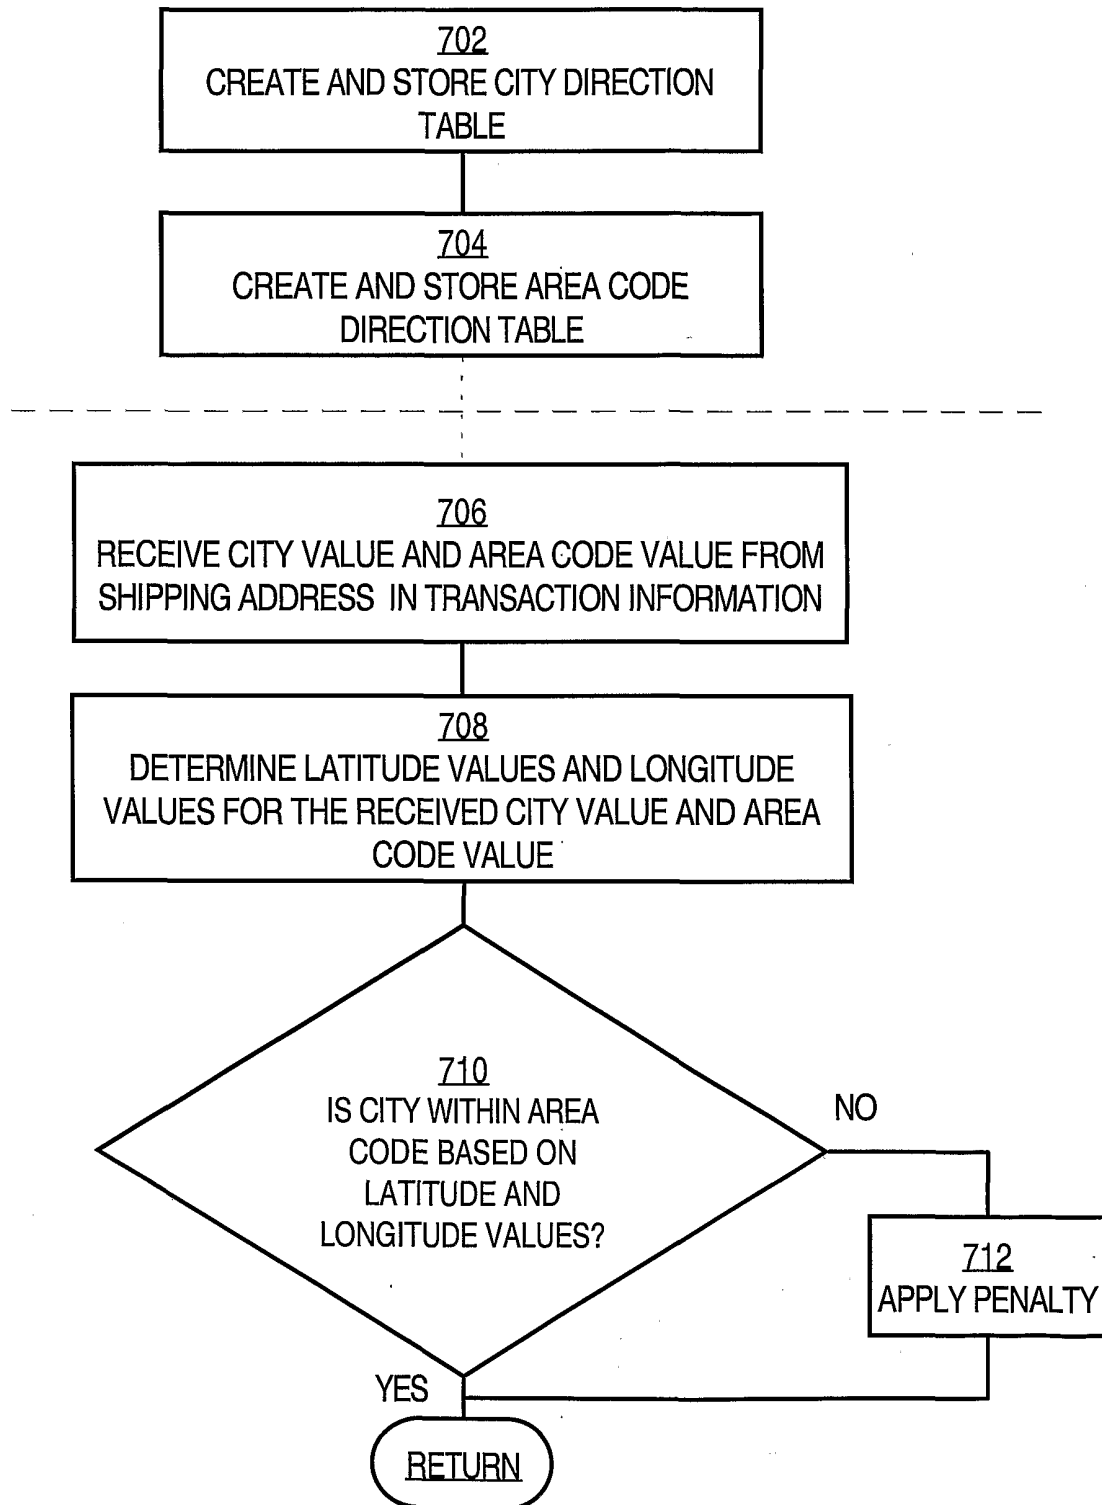 702
CREATE AND STORE CITY DIRECTION
TABLE
704
CREATE AND STORE AREA CODE
DIRECTION TABLE
706
RECEIVE CITY VALUE AND AREA CODE VALUE FROM
SHIPPING ADDRESS IN TRANSACTION INFORMATION
708
DETERMINE LATITUDE VALUES AND LONGITUDE
VALUES FOR THE RECEIVED CITY VALUE AND AREA
CODE VALUE
710
IS CITY WITHIN AREA
CODE BASED ON
LATITUDE AND
LONGITUDE VALUES?
NO
712
APPLY PENALTY
YES
RETURN